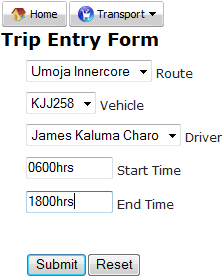 Home Transport
Trip Entry Form
Umoja Innercore Route
KJJ258 Vehicle
James Kaluma Charo Driver
0600hrs Start Time
1800hrs End Time
Submit Reset